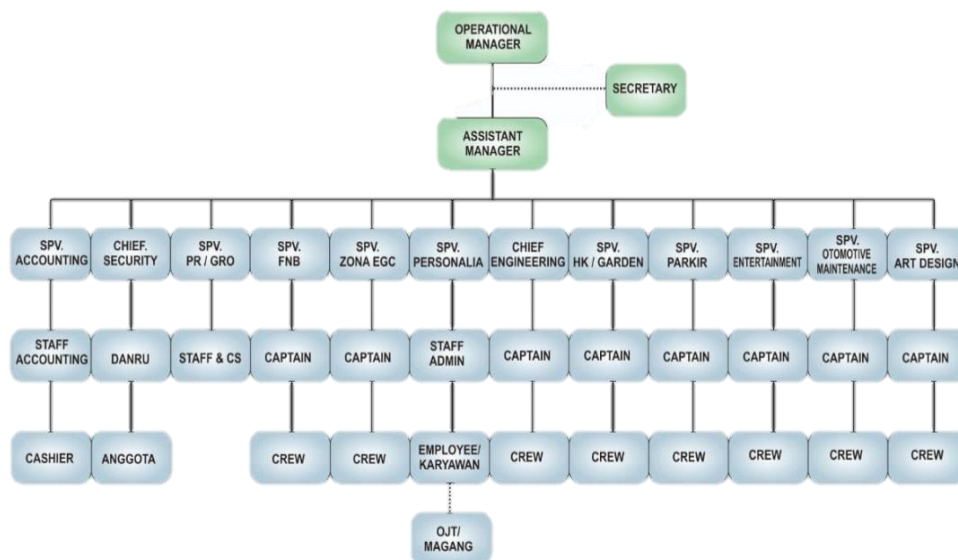 OPERATIONAL
MANAGER
SECRETARY
ASSISTANT
MANAGER
SPV.
ACCOUNTING
CHIEF.
SECURITY
SPV.
PR / GRO
SPV.
FNB
SPV.
ZONA EGC
SPV.
PERSONALIA
CHIEF
ENGINEERING
SPV.
HK / GARDEN
SPV.
PARKIR
SPV.
ENTERTAINMENT
SPV.
OTOMOTIVE
MAINTENANCE
SPV.
ART DESIGN
STAFF
ACCOUNTING
DANRU
STAFF & CS
CAPTAIN
CAPTAIN
STAFF
ADMIN
CAPTAIN
CAPTAIN
CAPTAIN
CAPTAIN
CAPTAIN
CAPTAIN
CASHIER
ANGGOTA
CREW
CREW
EMPLOYEE/
KARYAWAN
CREW
CREW
CREW
CREW
CREW
CREW
OJT/
MAGANG